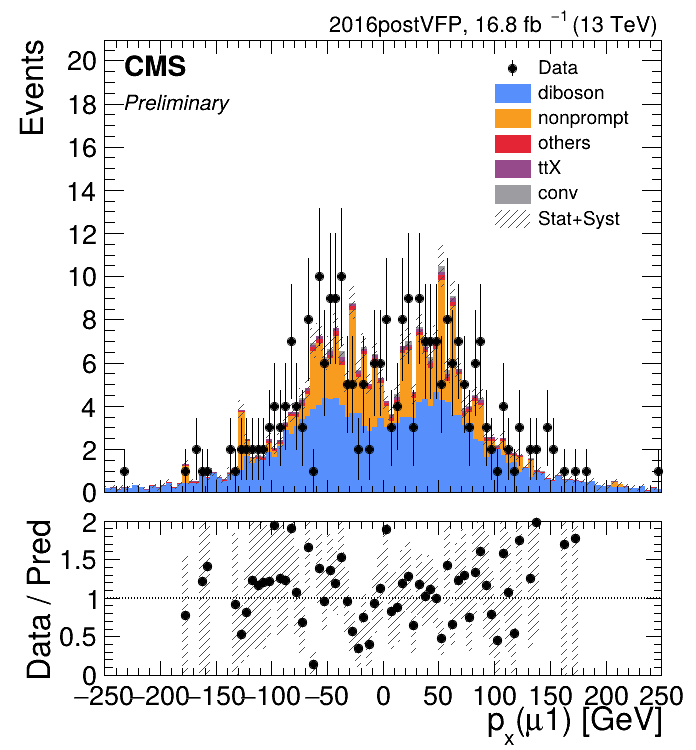 2016postVFP, 16.8 fb⁻¹ (13 TeV)
CMS
Preliminary
Data
diboson
nonprompt
others
ttX
conv
Stat+Syst
Events
20
18
16
14
12
10
8
6
4
2
0
Data / Pred
2
1.5
1
0.5
0
−250 −200 −150 −100 −50 0 50 100 150 200 250
pₓ(μ1) [GeV]